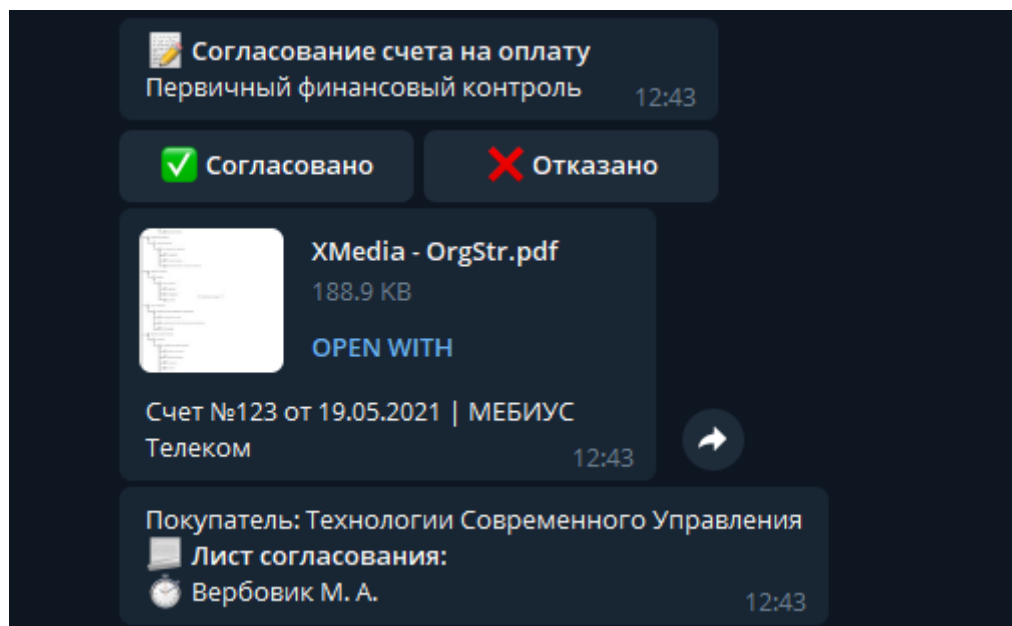 📝 Согласование счета на оплату
Первичный финансовый контроль 12:43
✅ Согласовано ❌ Отказано
XMedia - OrgStr.pdf
188.9 KB
OPEN WITH
Счет №123 от 19.05.2021 | МЕБИУС
Телеком 12:43
Покупатель: Технологии Современного Управления
Лист согласования:
⏱ Вербовик М. А. 12:43